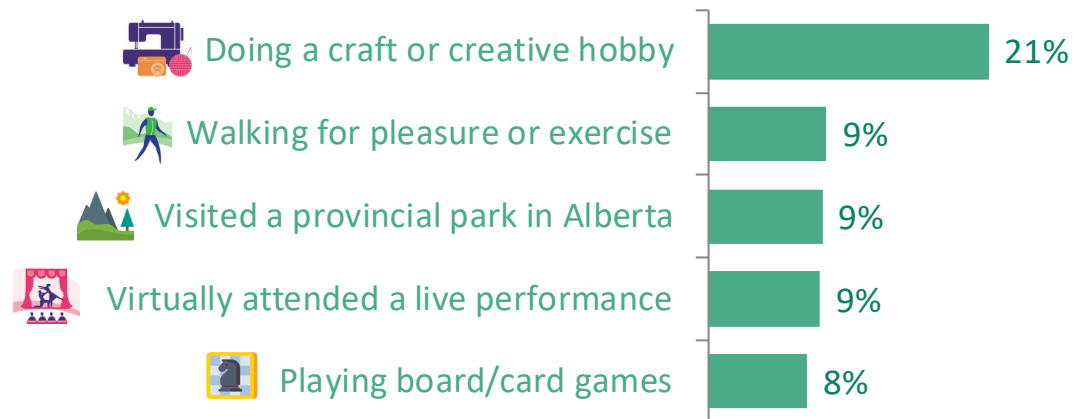 Doing a craft or creative hobby 21%
Walking for pleasure or exercise 9%
Visited a provincial park in Alberta 9%
Virtually attended a live performance 9%
Playing board/card games 8%